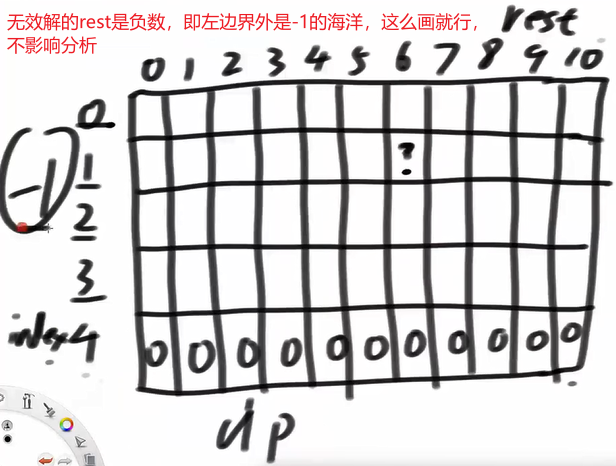 无效解的rest是负数，即左边界外是-1的海洋，这么画就行，
不影响分析
rest
0 1 2 3 4 5 6 7 8 9 10
0
1 ?
(-1)
2
3
index4 0 0 0 0 0 0 0 0 0 0 0
dp